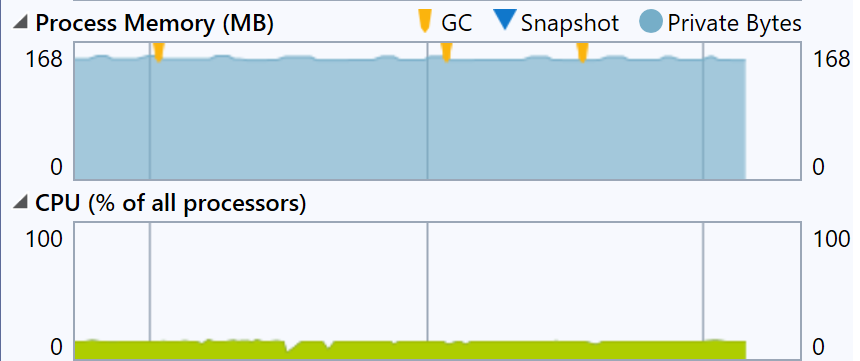 Process Memory (MB) GC Snapshot Private Bytes
168 168
0 0
CPU (% of all processors)
100 100
0 0